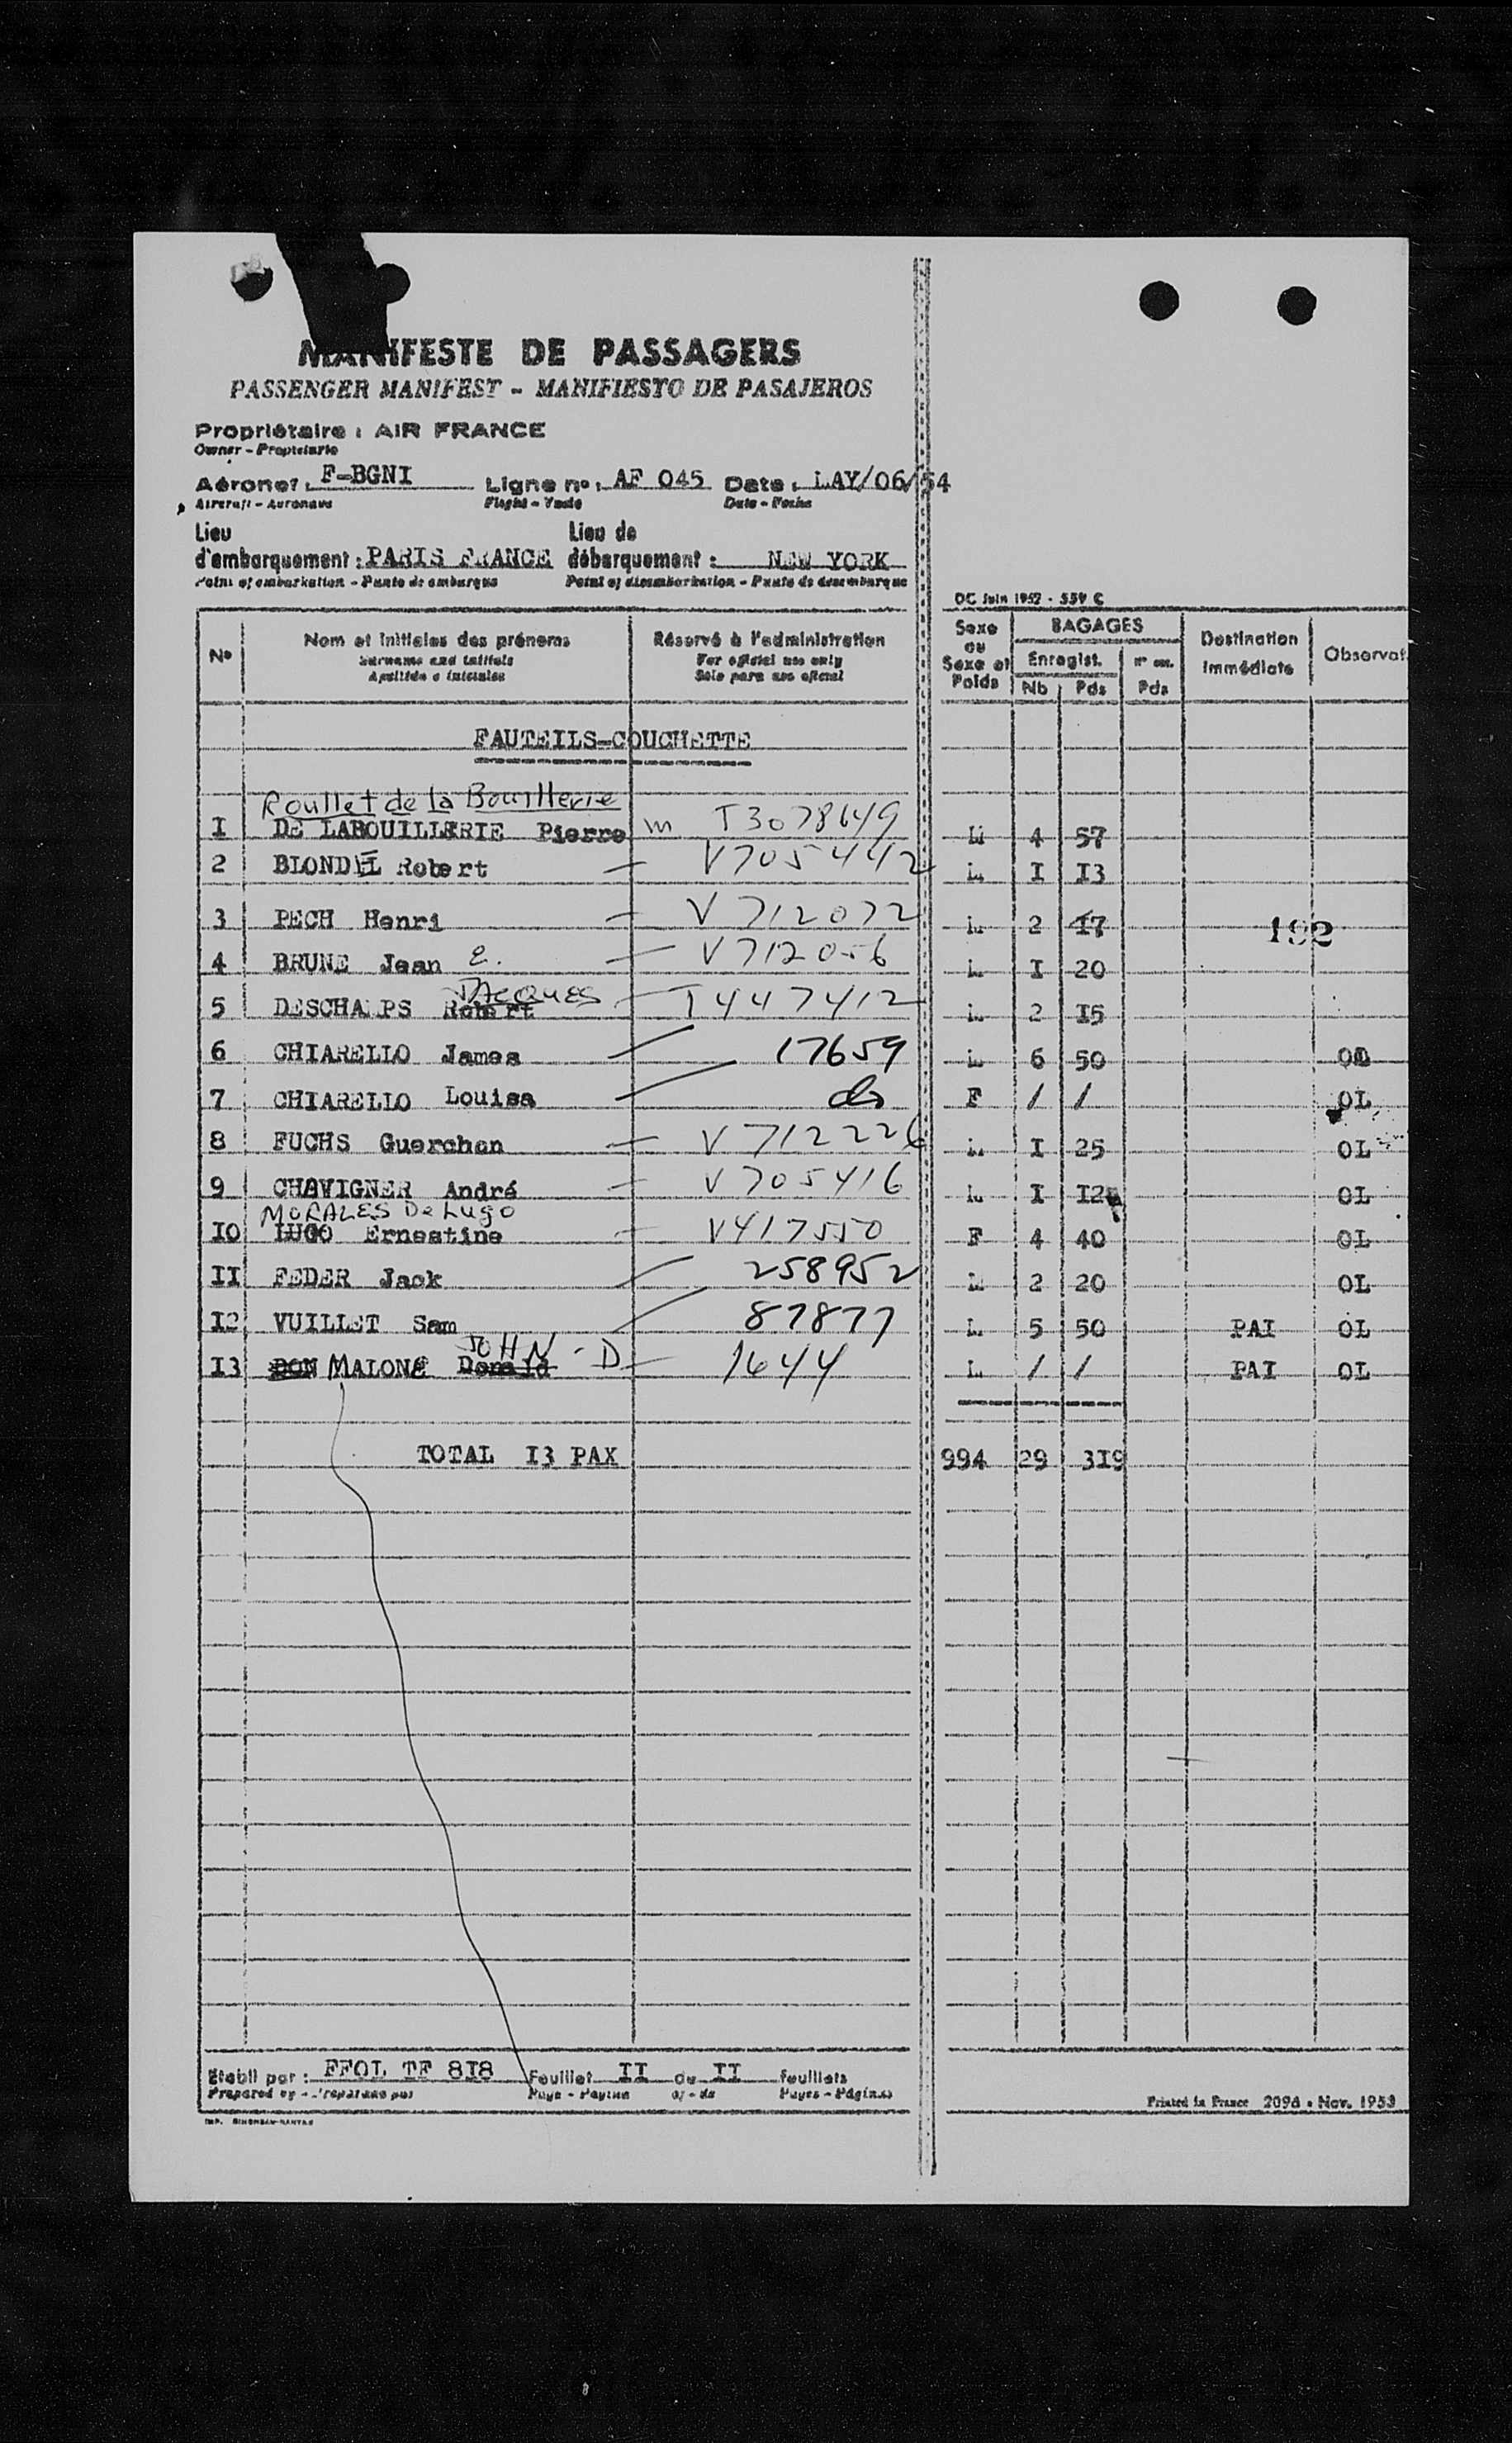 MANIFESTE DE PASSAGERS
PASSENGER MANIFEST - MANIFIESTO DE PASAJEROS
Propriétaire : AIR FRANCE
Owner - Propietario
Aéronef : F-BGNI Ligne no : AF 045 Date : MAY/06/54
Aircraft - Aeronave Flight - Date - Fecha
Lieu d'embarquement : PARIS FRANCE Lieu de débarquement : NEW YORK
Point of embarkation - Punto de embarque Point of disembarkation - Punto de desembarque
DC Juin 1952 - 559 C
No Nom et initiales des prénoms Réservé à l'administration Sexe ou Sexe et Poids BAGAGES Destination immédiate Observat.
Surname and initials For official use only Enregist.
Apellido e iniciales Solo para uso oficial Nb Pds Pds
FAUTEILS-COUCHETTE
Roullet de la Bouillerie
I DE LABOUILLERIE Pierre m T3078649 M 4 57
2 BLONDEL Robert V705442 M I I3
3 PECH Henri V712072 M 2 I7
192
4 BRUNE Jean E. V712056 M I 20
JACQUES
5 DESCHAMPS Robert T447412 M 2 I5
6 CHIARELLO James 17659 M 6 50 OL
7 CHIARELLO Louisa do F / / OL
8 FUCHS Guerchon V712226 M I 25 OL
9 CHAVIGNER André V705416 M I I2 OL
MORALES De Lugo
IO LUGO Ernestine V417550 F 4 40 OL
II FEDER Jack 258952 M 2 20 OL
I2 VUILLET Sam 87877 M 5 50 PAI OL
JOHN - D
I3 DON MALONE Donald 1644 M / / PAI OL
TOTAL I3 PAX 994 29 3I9
Etabli par : FFOL TF 8I8 Feuillet II de II feuillets
Prepared by - Preparado por Page - Página of - de Pages - Páginas
Printed in France 2098 - Nov. 1953